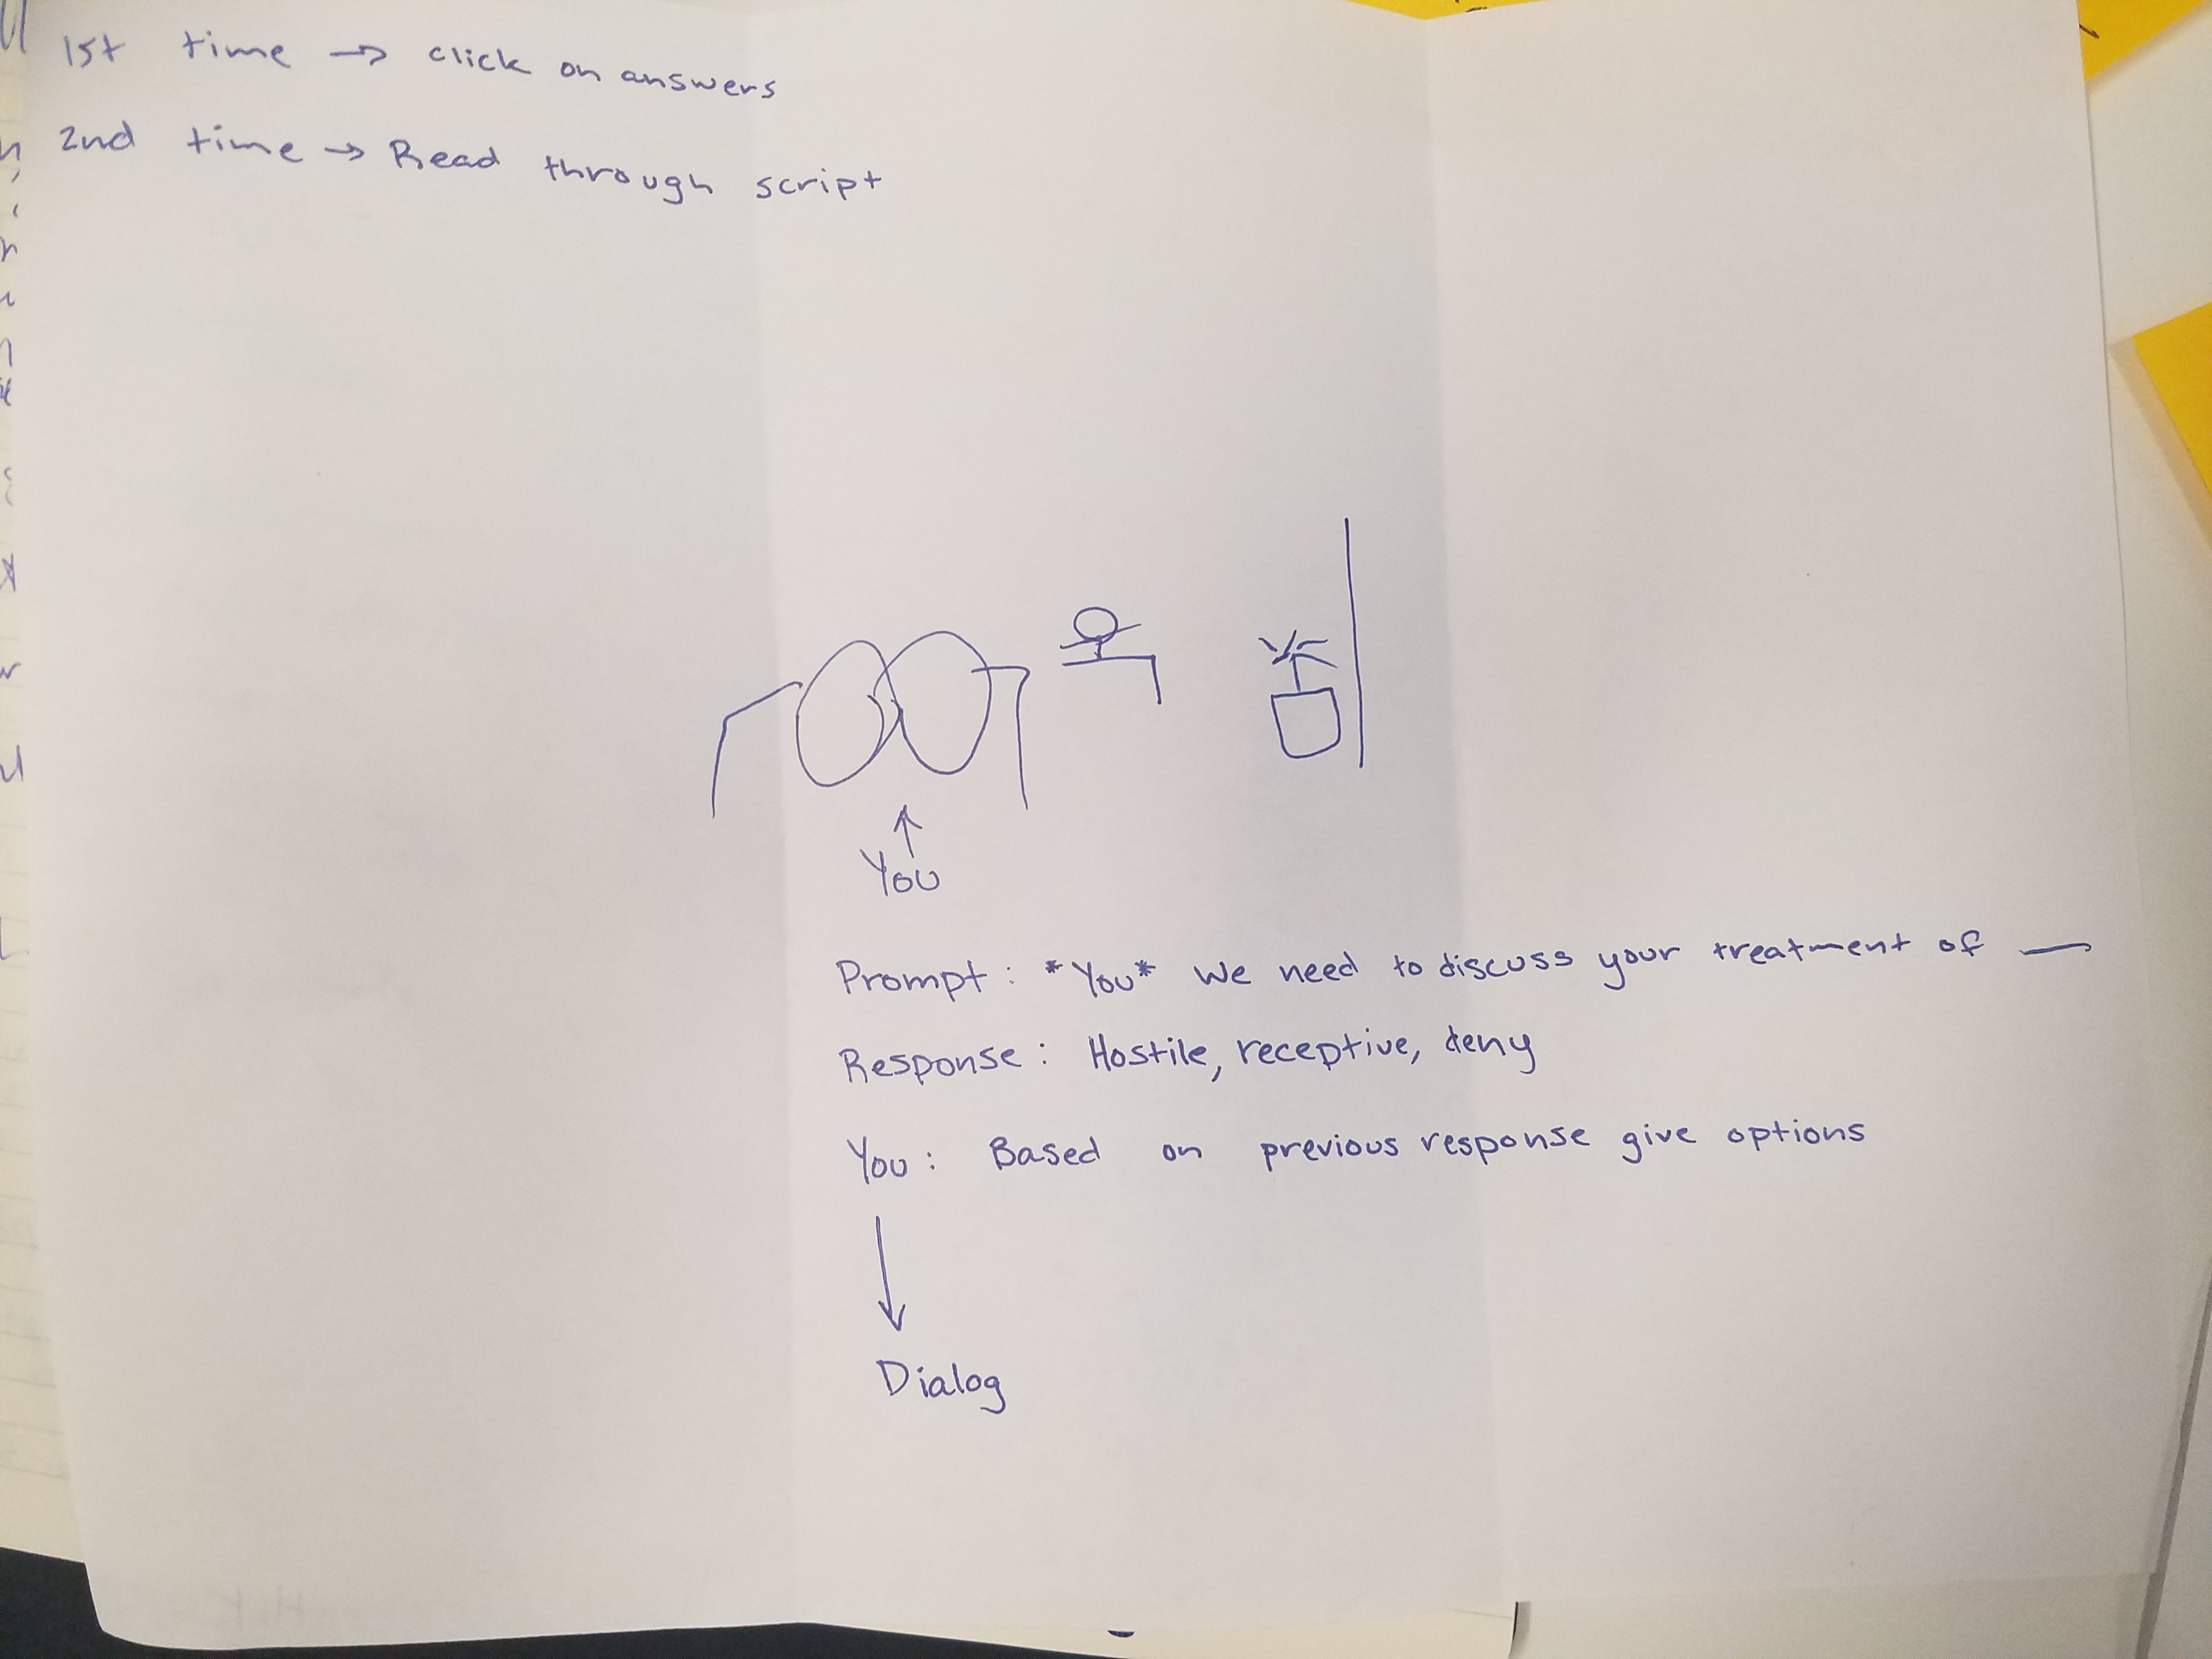 1st time → click on answers
2nd time → Read through script
You
Prompt: *You* we need to discuss your treatment of —
Response: Hostile, receptive, deny
You: Based on previous response give options
Dialog